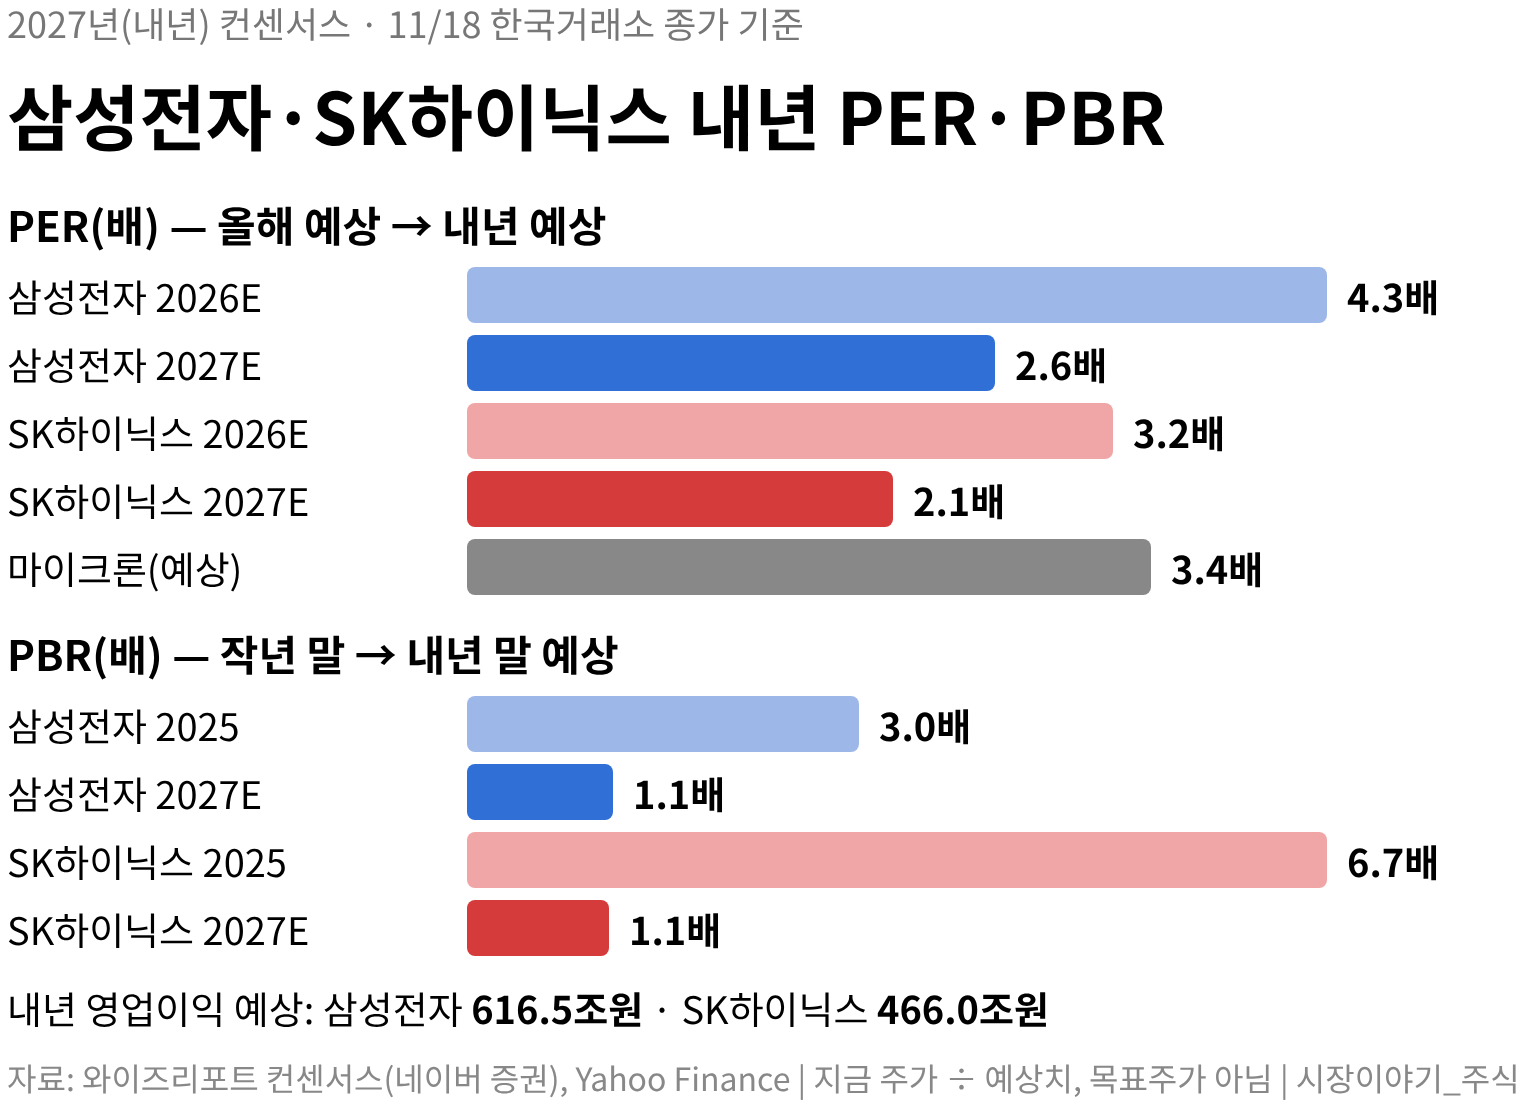 2027년(내년) 컨센서스 · 11/18 한국거래소 종가 기준
삼성전자·SK하이닉스 내년 PER·PBR
PER(배) — 올해 예상 → 내년 예상
삼성전자 2026E 4.3배
삼성전자 2027E 2.6배
SK하이닉스 2026E 3.2배
SK하이닉스 2027E 2.1배
마이크론(예상) 3.4배
PBR(배) — 작년 말 → 내년 말 예상
삼성전자 2025 3.0배
삼성전자 2027E 1.1배
SK하이닉스 2025 6.7배
SK하이닉스 2027E 1.1배
내년 영업이익 예상: 삼성전자 616.5조원 · SK하이닉스 466.0조원
자료: 와이즈리포트 컨센서스(네이버 증권), Yahoo Finance | 지금 주가 ÷ 예상치, 목표주가 아님 | 시장이야기_주식